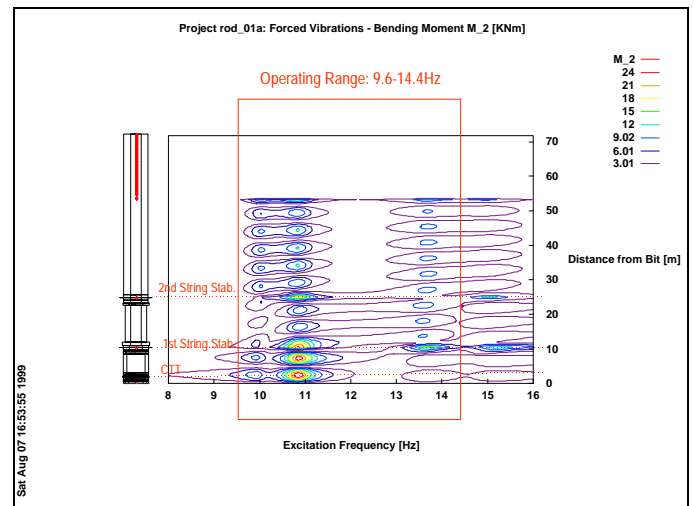 Project rod_01a: Forced Vibrations - Bending Moment M_2 [KNm]
Operating Range: 9.6-14.4Hz
M_2
24
21
18
15
12
9.02
6.01
3.01
70
60
50
40
30
20
10
0
Distance from Bit [m]
2nd String Stab.
1st String Stab.
CTT
8 9 10 11 12 13 14 15 16
Excitation Frequency [Hz]
Sat Aug 07 16:53:55 1999